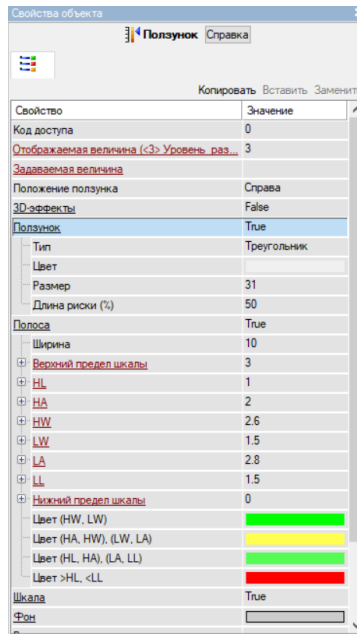 Свойства объекта
Ползунок Справка
Копировать Вставить Заменит
Свойство Значение
Код доступа 0
Отображаемая величина (<3> Уровень_раз... 3
Задаваемая величина
Положение ползунка Справа
3D-эффекты False
Ползунок True
Тип Треугольник
Цвет
Размер 31
Длина риски (%) 50
Полоса True
Ширина 10
Верхний предел шкалы 3
HL 1
HA 2
HW 2.6
LW 1.5
LA 2.8
LL 1.5
Нижний предел шкалы 0
Цвет (HW, LW)
Цвет (HA, HW), (LW, LA)
Цвет (HL, HA), (LA, LL)
Цвет >HL, <LL
Шкала True
Фон